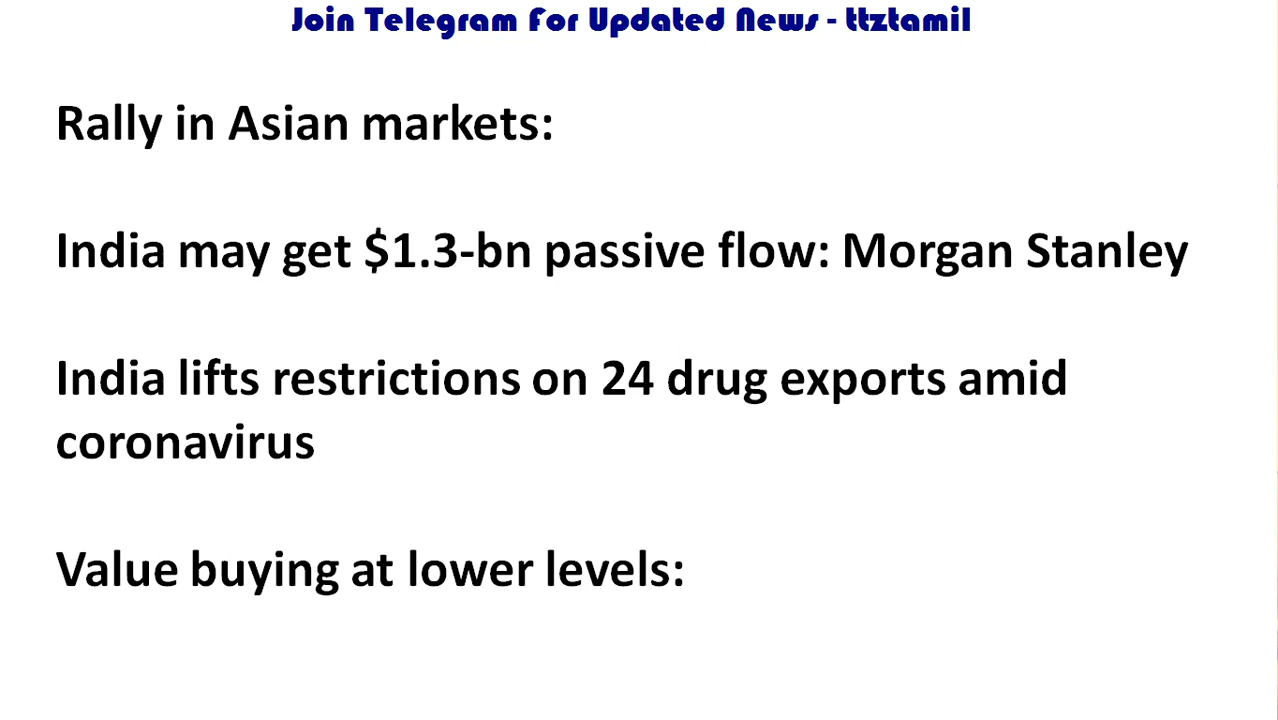 Join Telegram For Updated News - ttztamil
Rally in Asian markets:
India may get $1.3-bn passive flow: Morgan Stanley
India lifts restrictions on 24 drug exports amid
coronavirus
Value buying at lower levels: